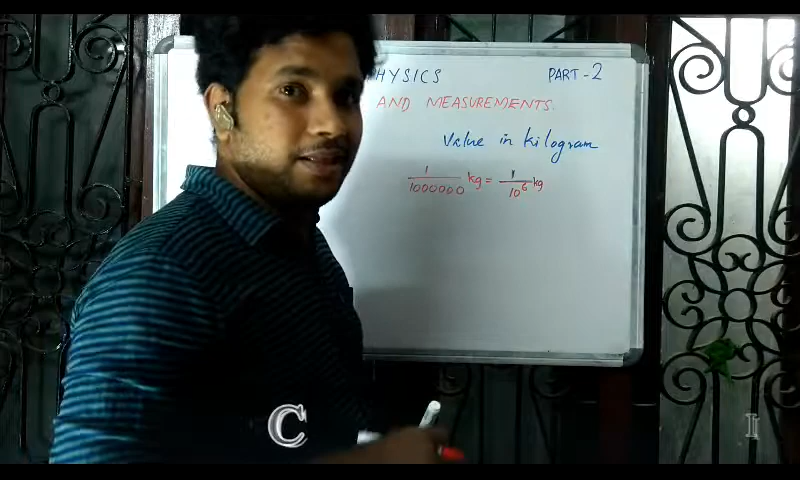 HYSICS PART-2
AND MEASUREMENTS.
Value in kilogram
1/1000000 kg = 1/10⁶ kg
C I